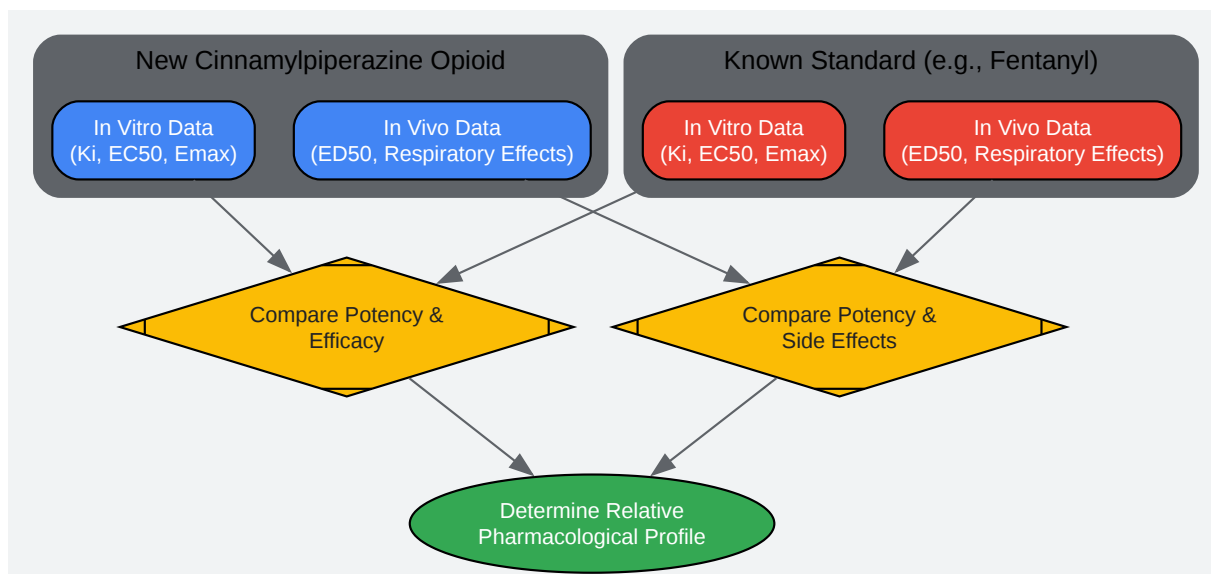 New Cinnamylpiperazine Opioid
Known Standard (e.g., Fentanyl)
In Vitro Data
(Ki, EC50, Emax)
In Vivo Data
(ED50, Respiratory Effects)
In Vitro Data
(Ki, EC50, Emax)
In Vivo Data
(ED50, Respiratory Effects)
Compare Potency &
Efficacy
Compare Potency &
Side Effects
Determine Relative
Pharmacological Profile